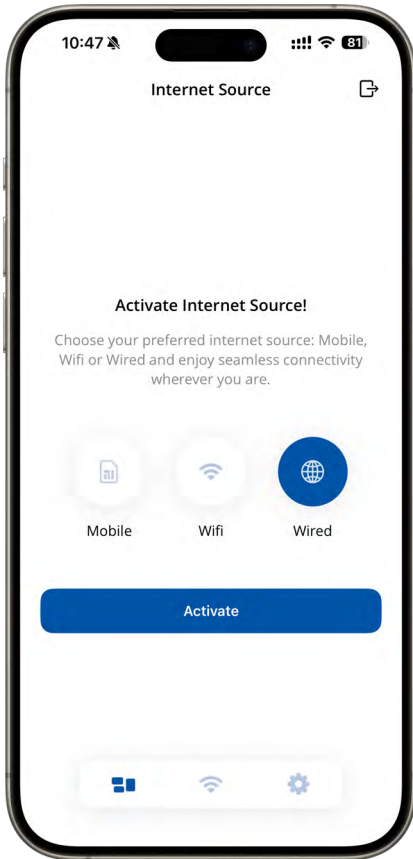 10:47
81
Internet Source
Activate Internet Source!
Choose your preferred internet source: Mobile,
Wifi or Wired and enjoy seamless connectivity
wherever you are.
Mobile
Wifi
Wired
Activate